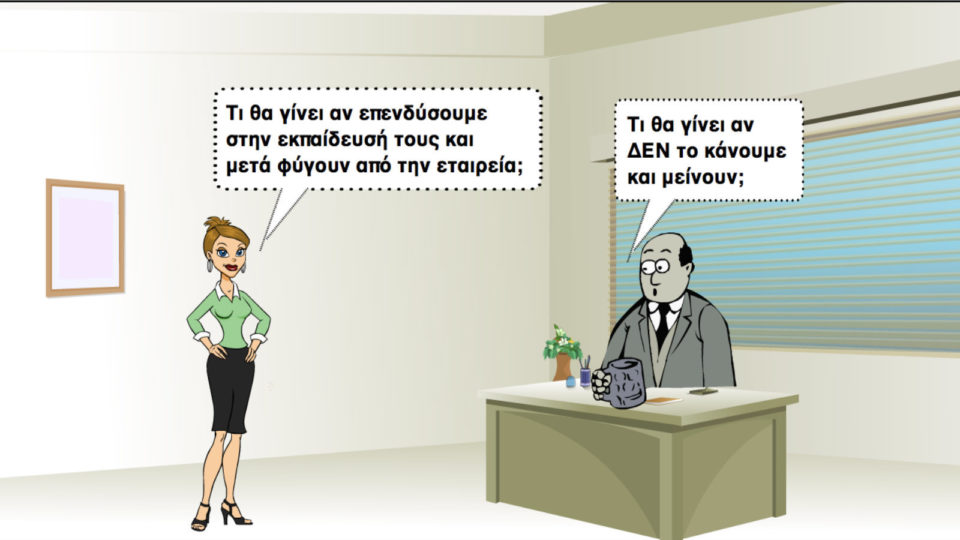 Τι θα γίνει αν επενδύσουμε
στην εκπαίδευσή τους και
μετά φύγουν από την εταιρεία;
Τι θα γίνει αν
ΔΕΝ το κάνουμε
και μείνουν;